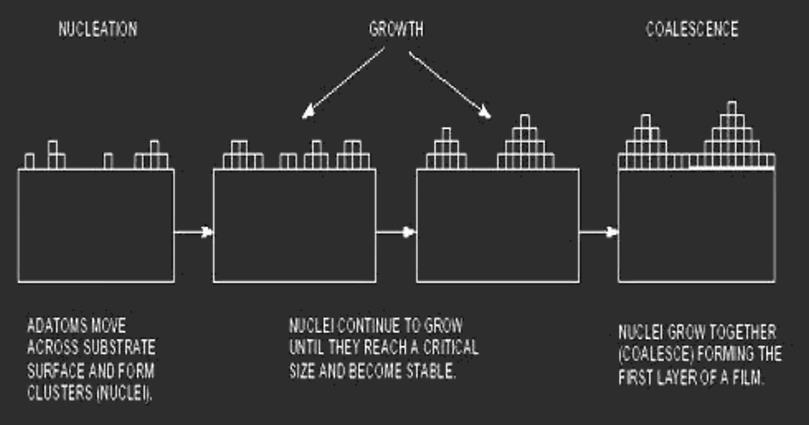 NUCLEATION
GROWTH
COALESCENCE
ADATOMS MOVE
ACROSS SUBSTRATE
SURFACE AND FORM
CLUSTERS (NUCLEI).
NUCLEI CONTINUE TO GROW
UNTIL THEY REACH A CRITICAL
SIZE AND BECOME STABLE.
NUCLEI GROW TOGETHER
(COALESCE) FORMING THE
FIRST LAYER OF A FILM.